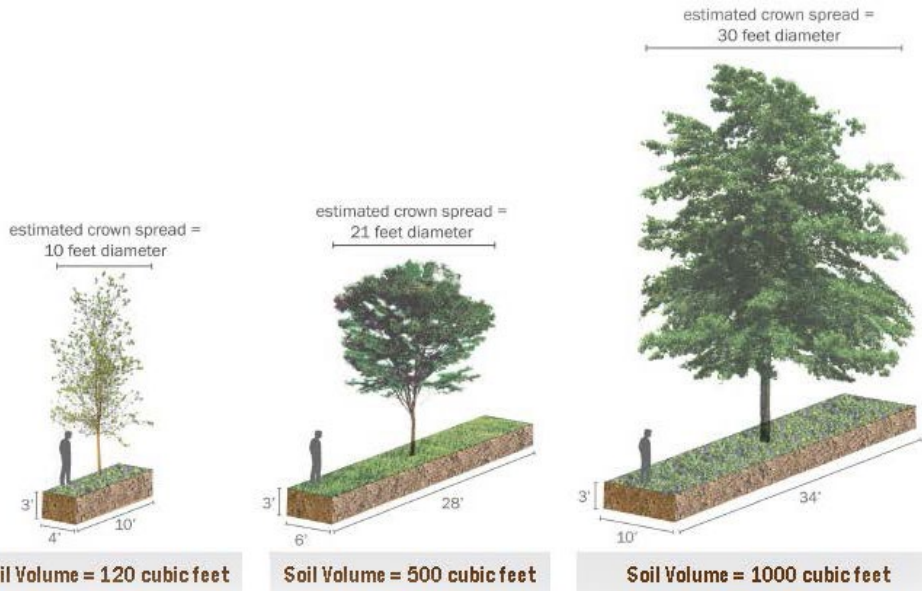 estimated crown spread =
10 feet diameter
3'
4'
10'
il Volume = 120 cubic feet
estimated crown spread =
21 feet diameter
3'
6'
28'
Soil Volume = 500 cubic feet
estimated crown spread =
30 feet diameter
3'
10'
34'
Soil Volume = 1000 cubic feet